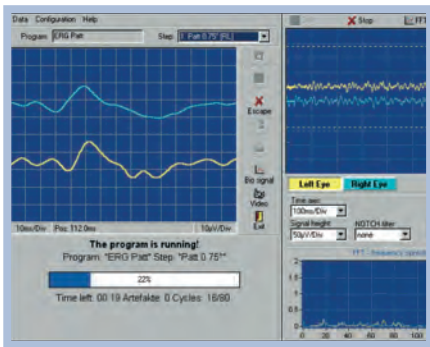 Data Configuration Help
Program: ERG Patt Step: 1 Patt 0.75° (RL)
Stop FFT
Escape
Bio signal
Video
Exit
10ms/Div Pos: 112.0ms 10µV/Div
The program is running!
Program: "ERG Patt" Step: "Patt 0.75°"
22%
Time left: 00:19 Artefakte: 0 Cycles: 16/80
Left Eye Right Eye
Time axis:
100ms/Div
Signal height: NOTCH filter:
50µV/Div none
FFT - frequency
2
1.5
1
0.5
0
0 20 40 60 80 100